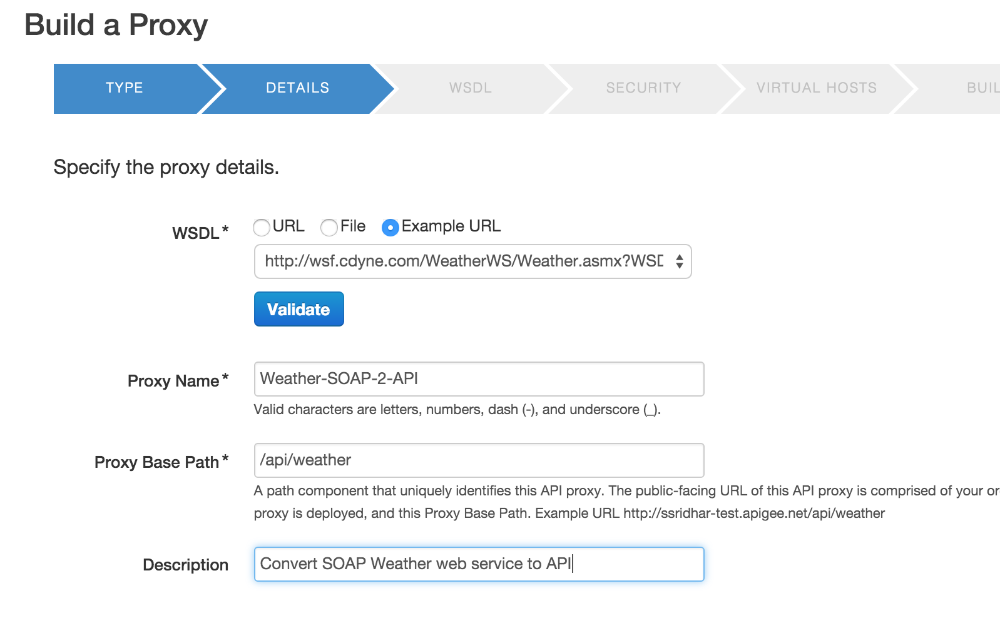 Build a Proxy
TYPE DETAILS WSDL SECURITY VIRTUAL HOSTS BUIL
Specify the proxy details.
WSDL* URL File Example URL
http://wsf.cdyne.com/WeatherWS/Weather.asmx?WSD
Validate
Proxy Name* Weather-SOAP-2-API
Valid characters are letters, numbers, dash (-), and underscore (_).
Proxy Base Path* /api/weather
A path component that uniquely identifies this API proxy. The public-facing URL of this API proxy is comprised of your or
proxy is deployed, and this Proxy Base Path. Example URL http://ssridhar-test.apigee.net/api/weather
Description Convert SOAP Weather web service to API